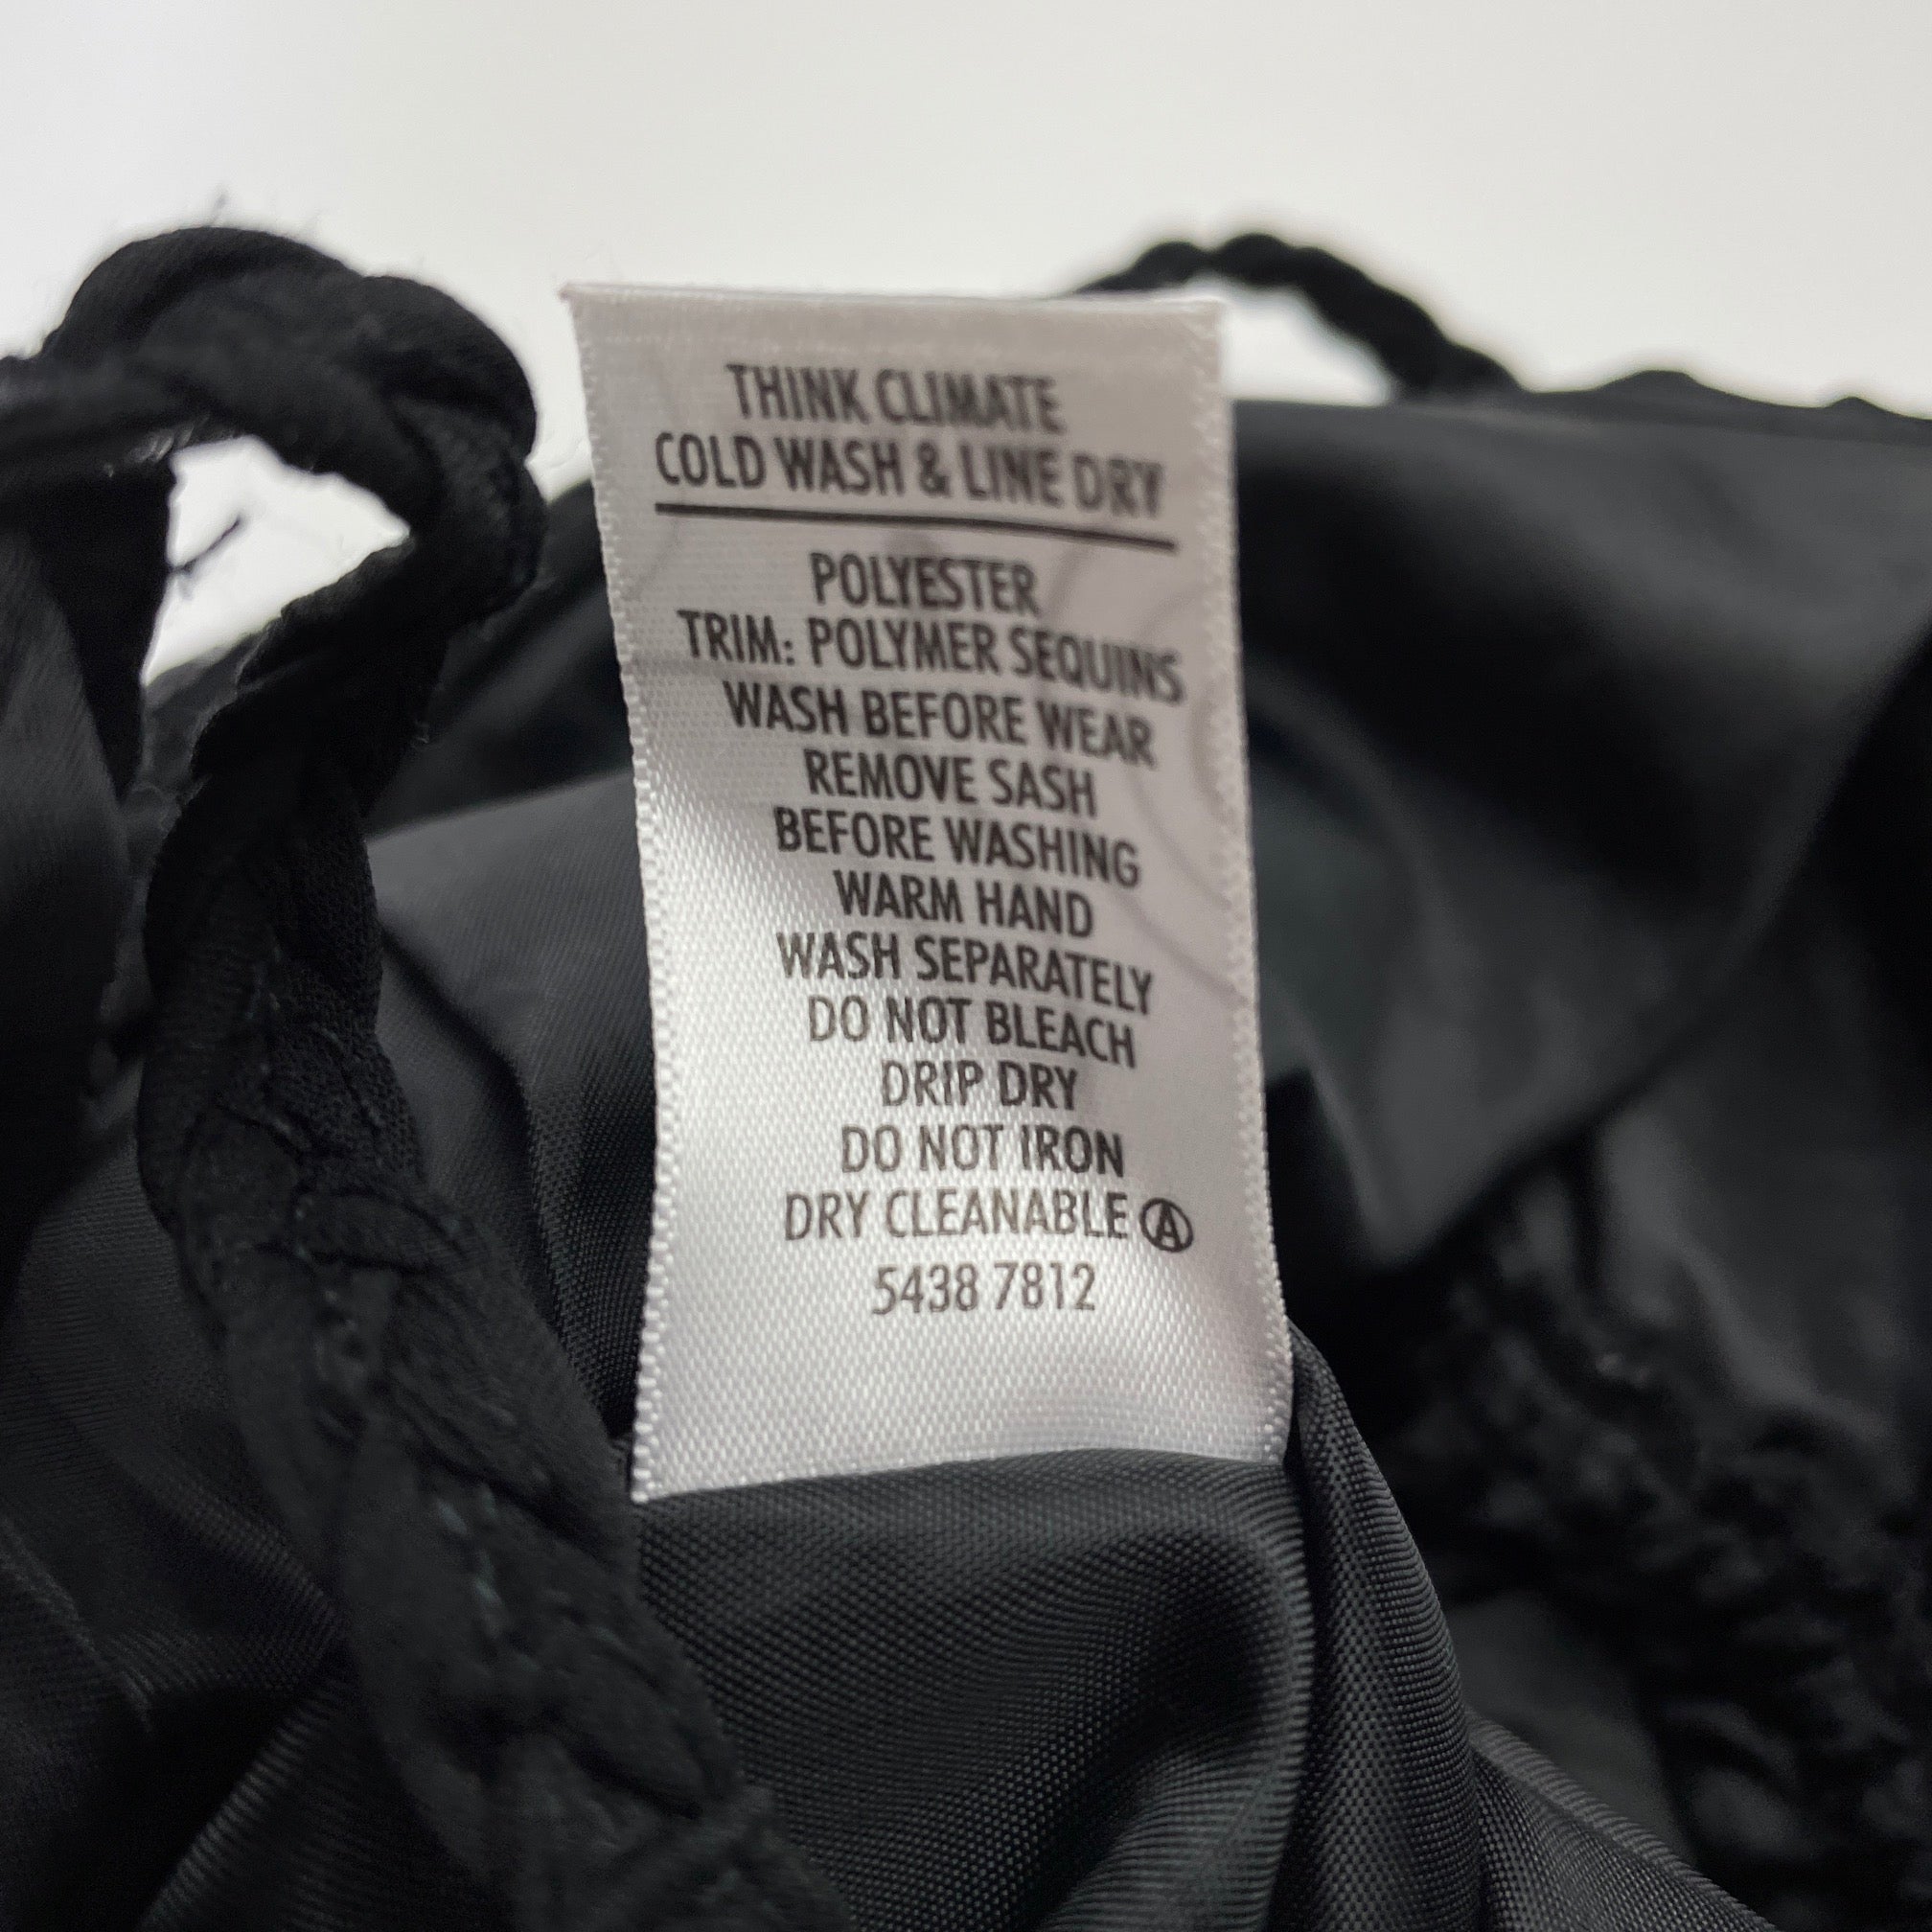 THINK CLIMATE
COLD WASH & LINE DRY
POLYESTER
TRIM: POLYMER SEQUINS
WASH BEFORE WEAR
REMOVE SASH
BEFORE WASHING
WARM HAND
WASH SEPARATELY
DO NOT BLEACH
DRIP DRY
DO NOT IRON
DRY CLEANABLE Ⓐ
5438 7812